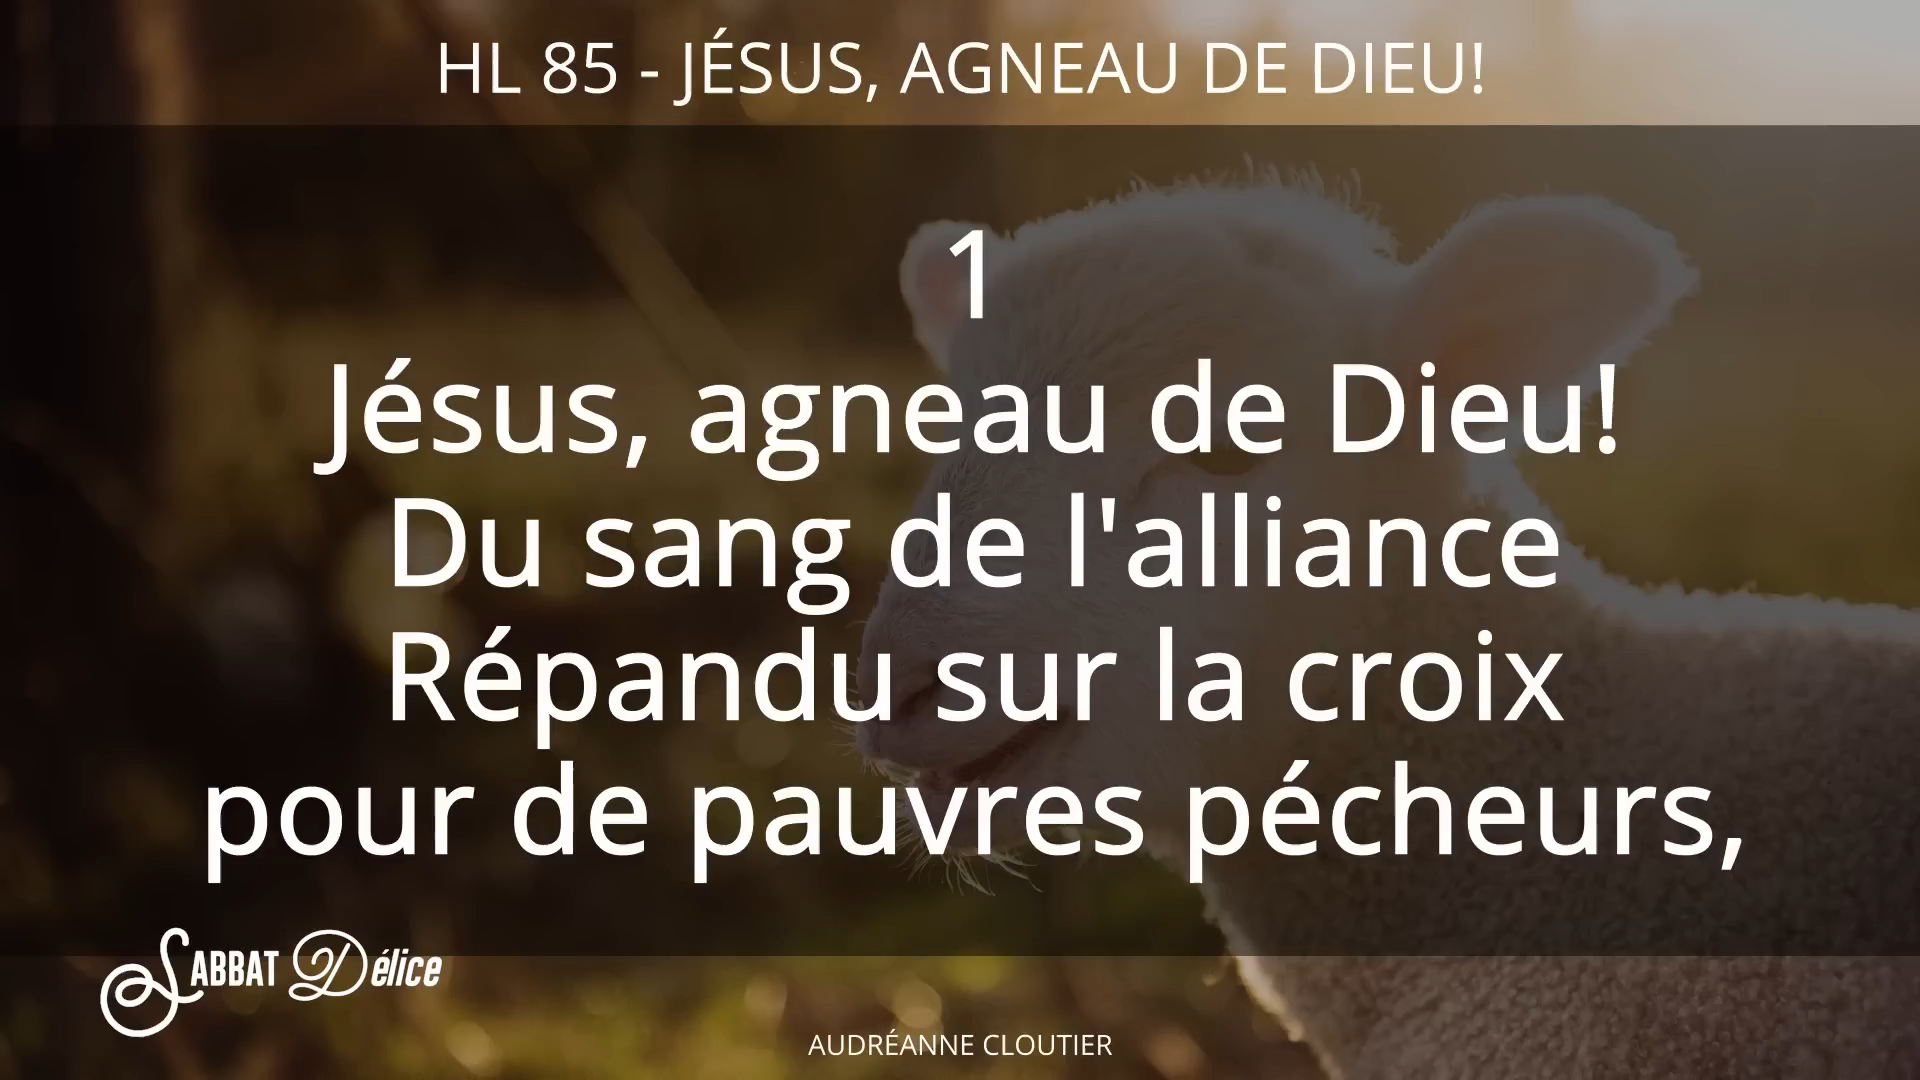 HL 85 - JÉSUS, AGNEAU DE DIEU!
1
Jésus, agneau de Dieu!
Du sang de l'alliance
Répandu sur la croix
pour de pauvres pécheurs,
SABBAT Délice
AUDRÉANNE CLOUTIER